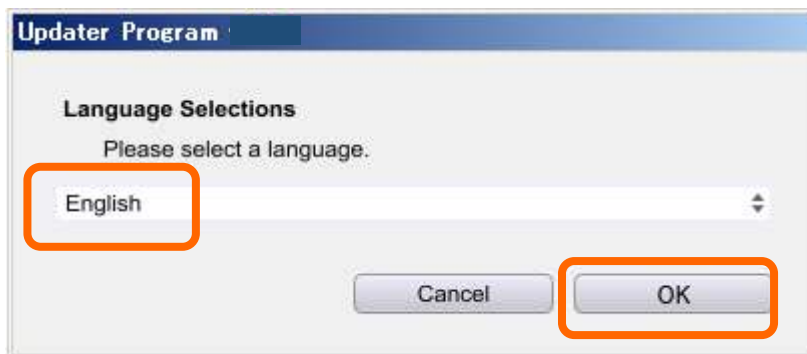 Updater Program
Language Selections
Please select a language.
English
Cancel
OK